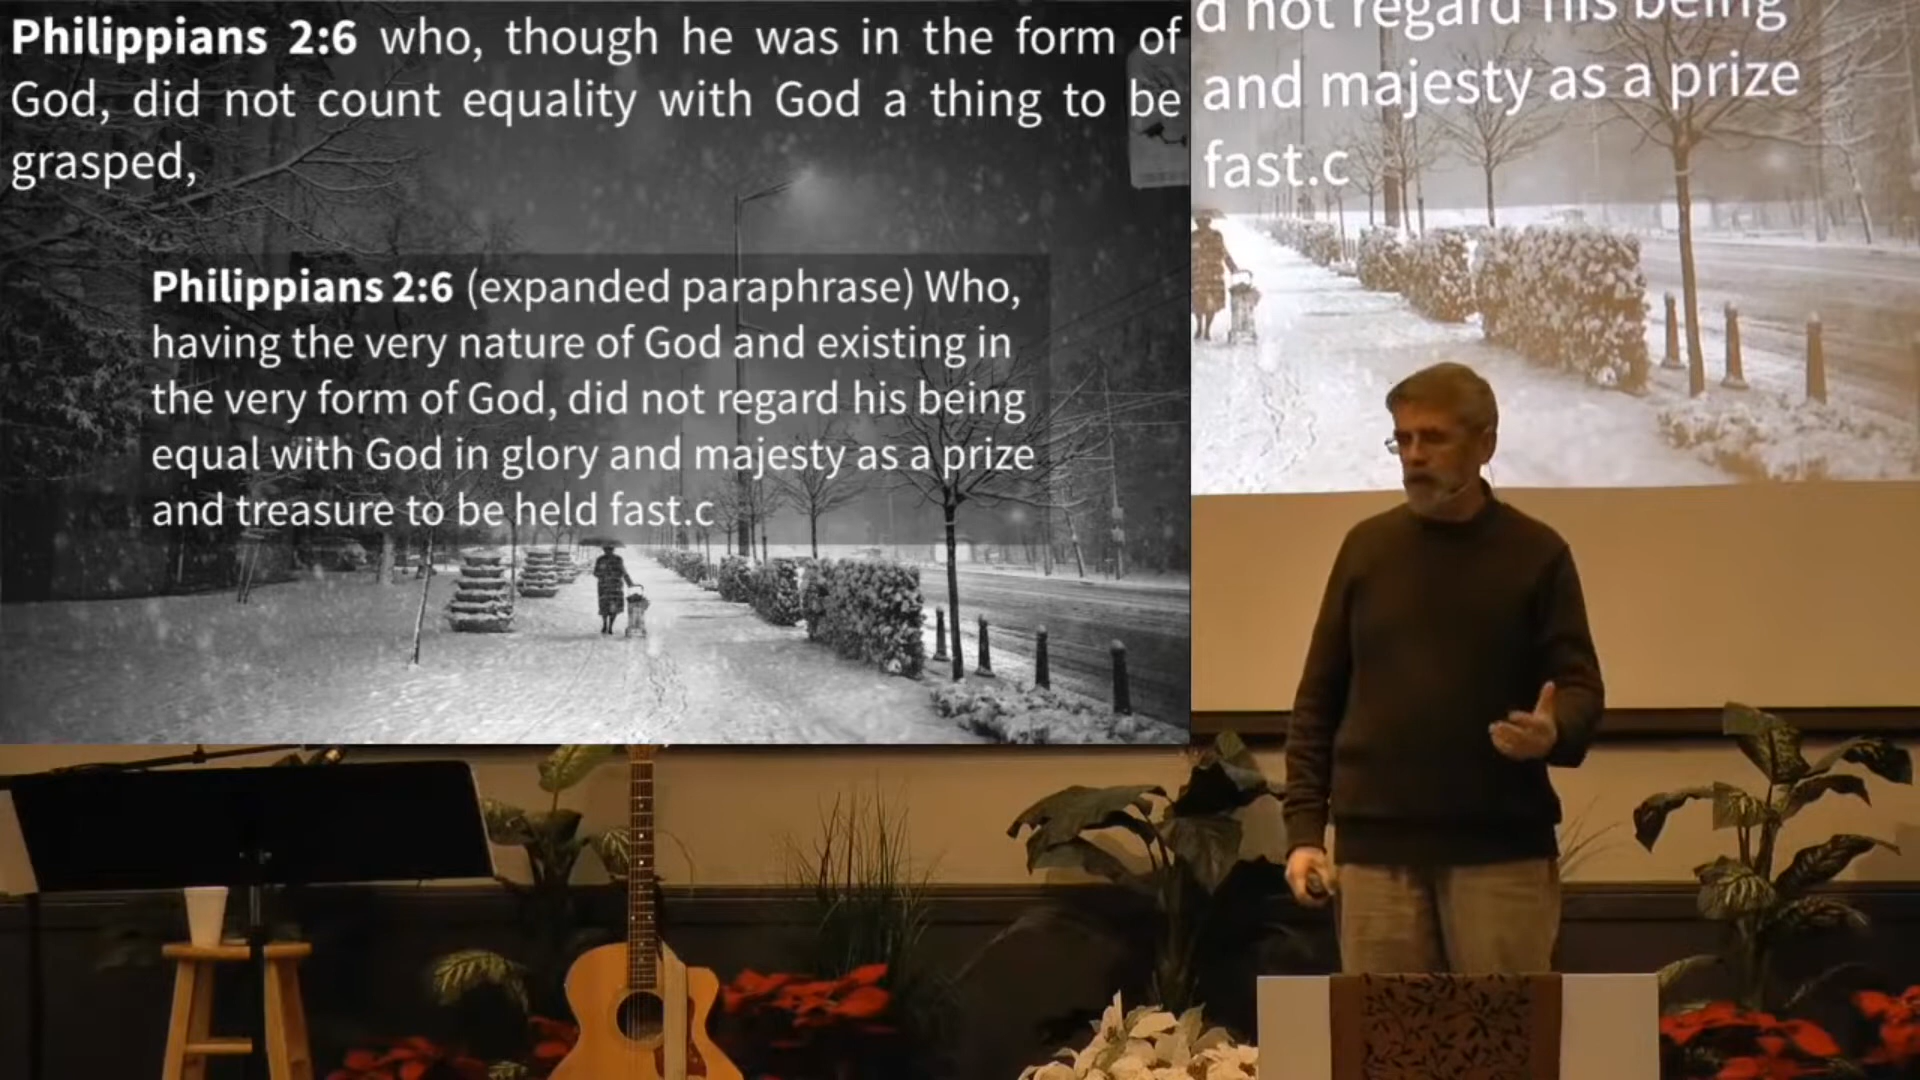 Philippians 2:6 who, though he was in the form of
God, did not count equality with God a thing to be
grasped,
Philippians 2:6 (expanded paraphrase) Who,
having the very nature of God and existing in
the very form of God, did not regard his being
equal with God in glory and majesty as a prize
and treasure to be held fast.c
d not regard his being
and majesty as a prize
fast.c